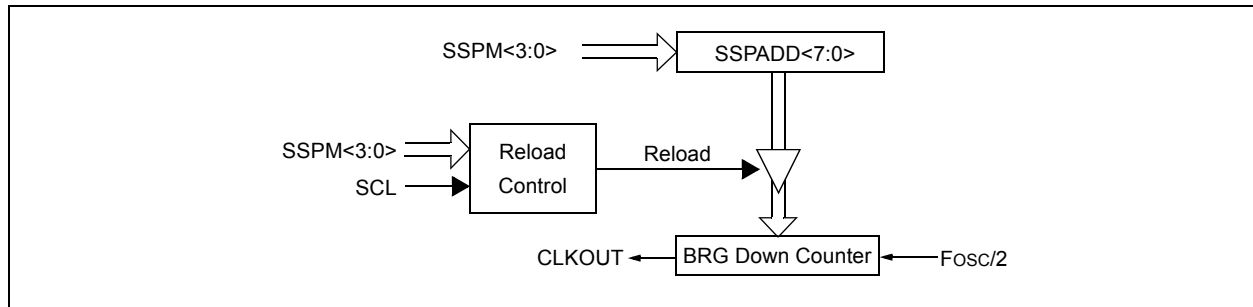 SSPM<3:0>
SSPADD<7:0>
SSPM<3:0>
SCL
Reload
Control
Reload
CLKOUT
BRG Down Counter
FOSC/2